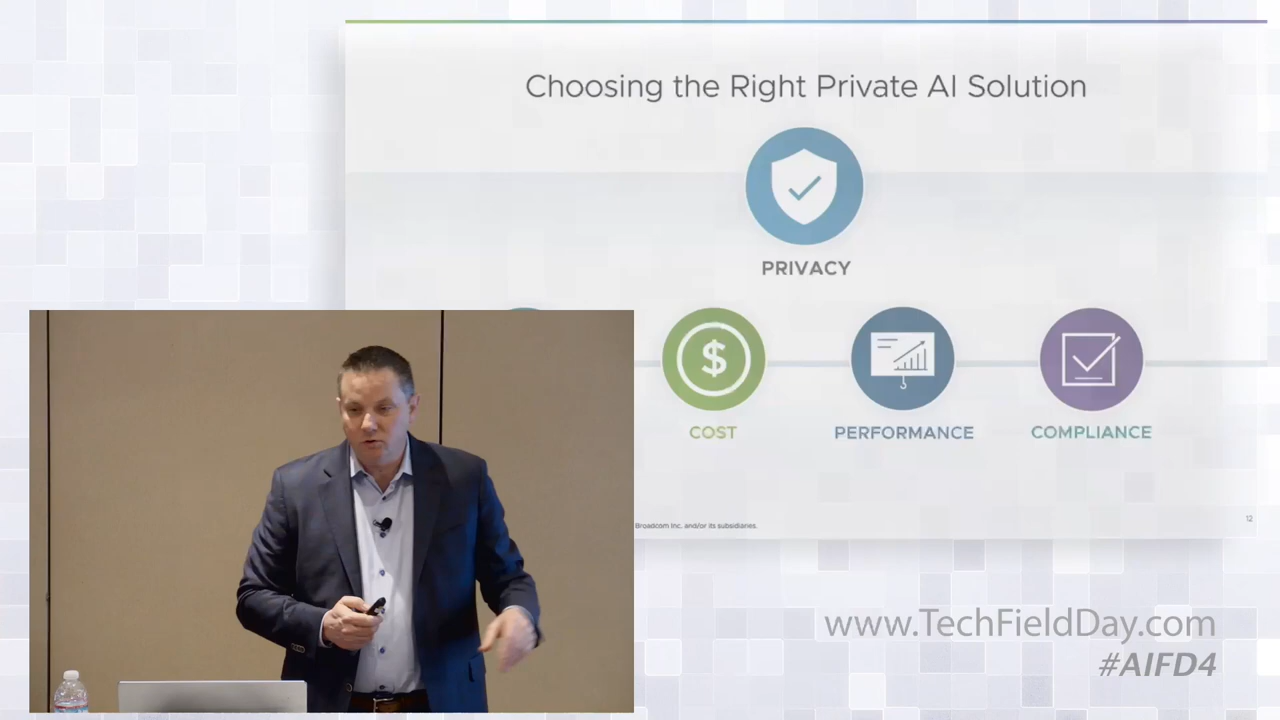 Choosing the Right Private AI Solution
PRIVACY
$
COST
PERFORMANCE
COMPLIANCE
Broadcom Inc. and/or its subsidiaries.
12
www.TechFieldDay.com
#AIFD4